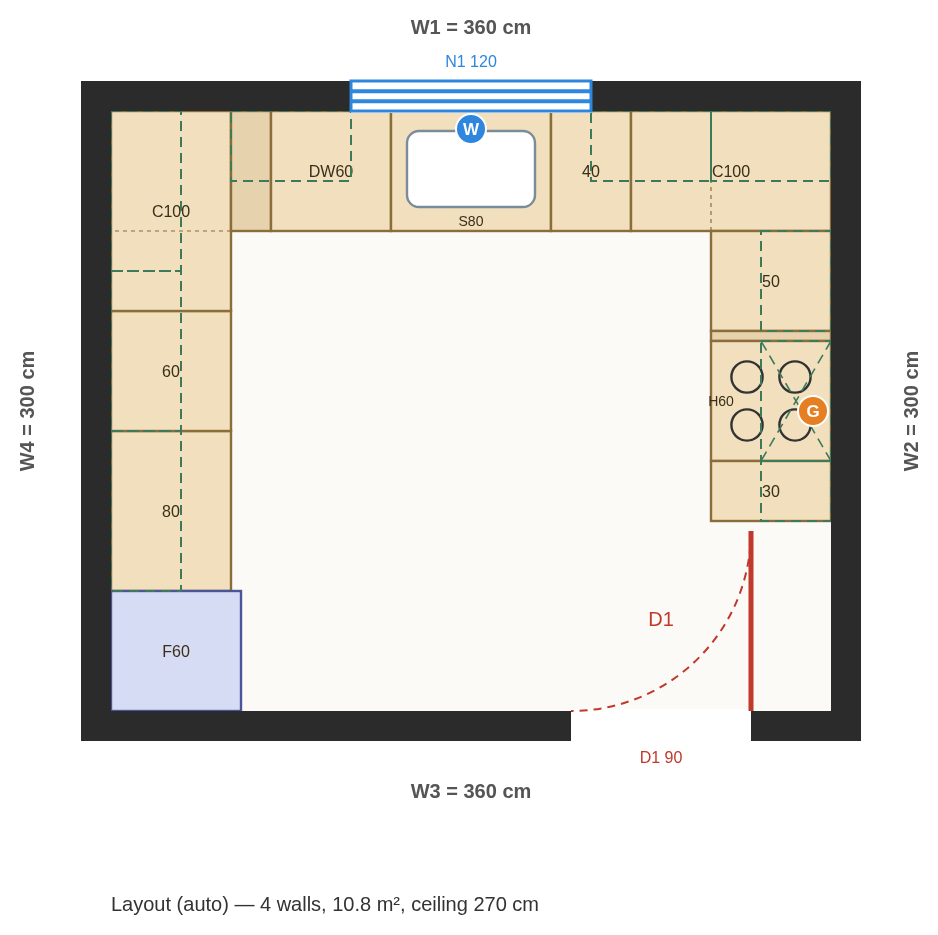 W1 = 360 cm
N1 120
W
DW60
40
C100
C100
S80
50
60
H60
G
W4 = 300 cm
W2 = 300 cm
80
30
D1
F60
D1 90
W3 = 360 cm
Layout (auto) — 4 walls, 10.8 m², ceiling 270 cm